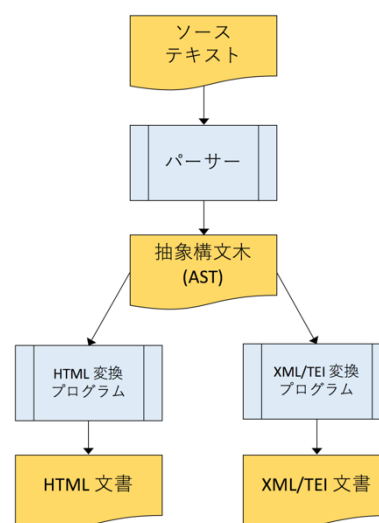 ソース
テキスト
パーサー
抽象構文木
(AST)
HTML 変換
プログラム
XML/TEI 変換
プログラム
HTML 文書
XML/TEI 文書